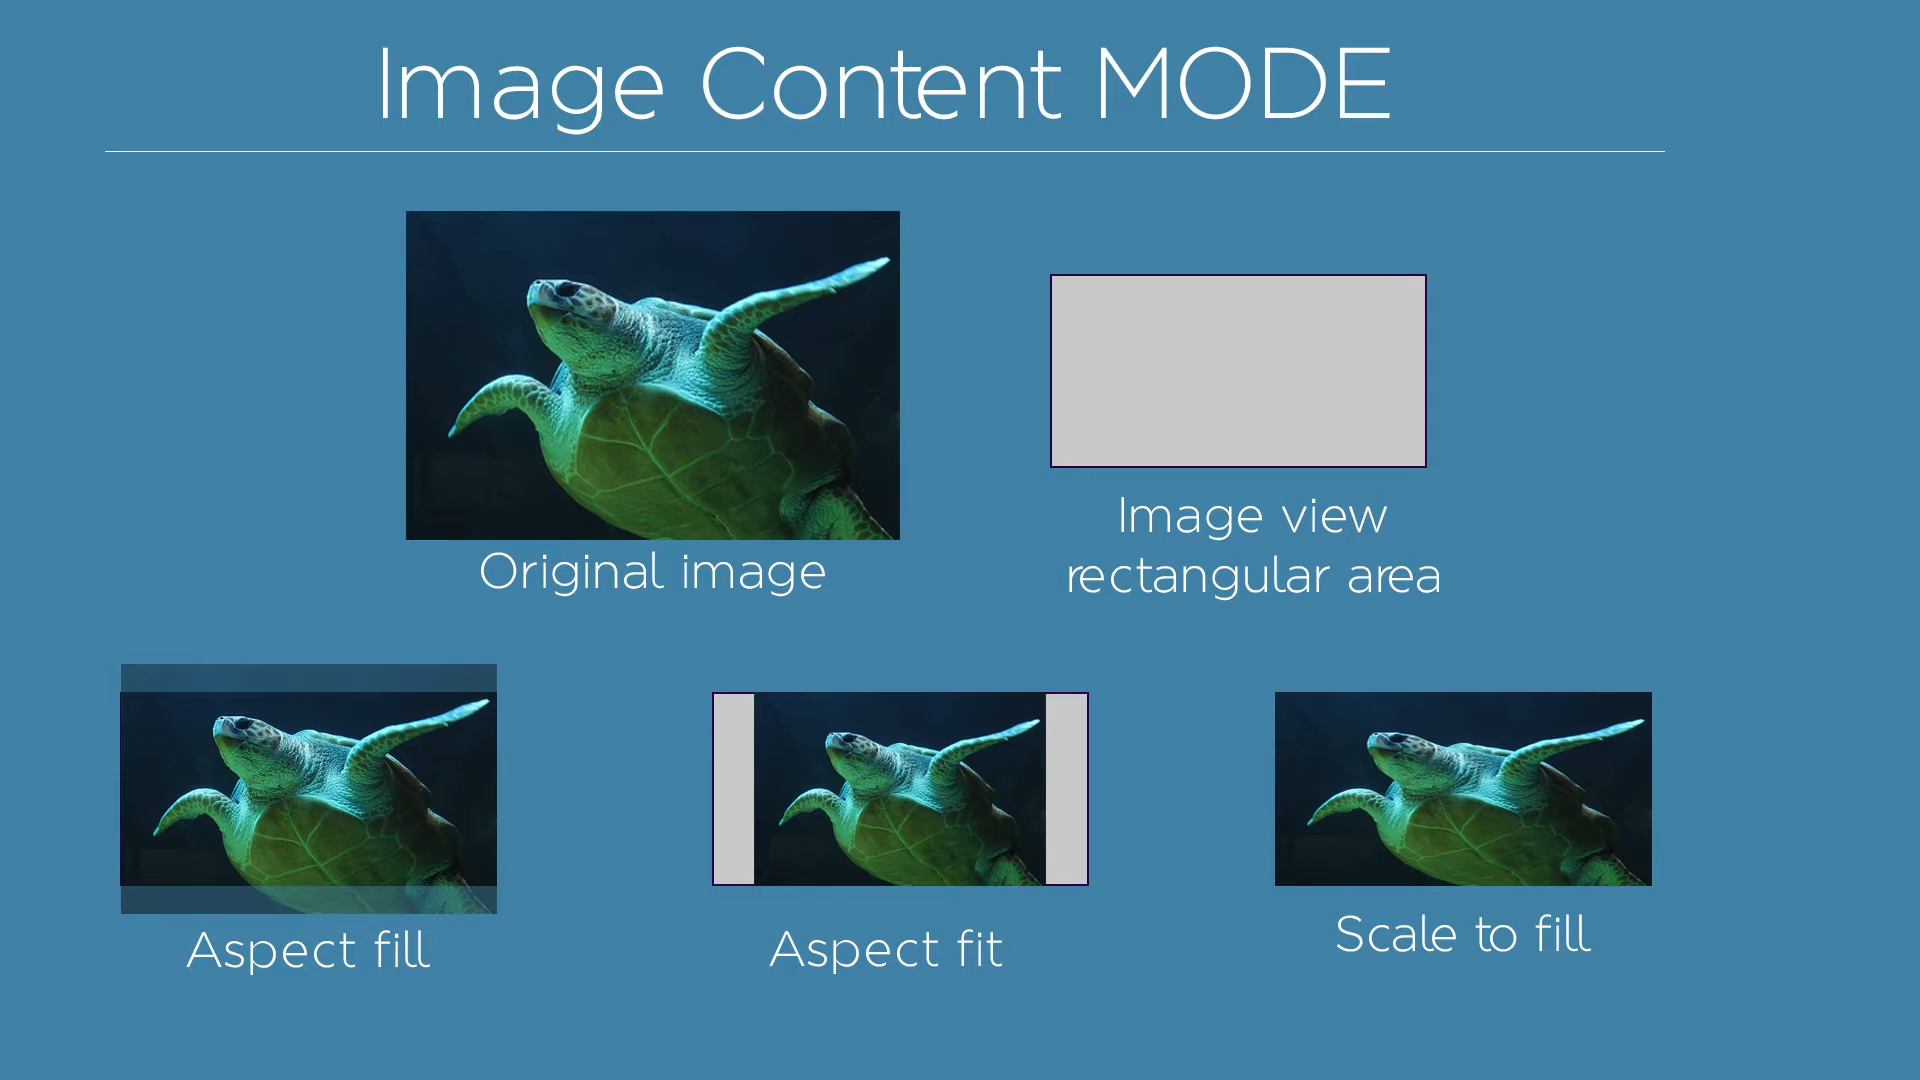 Image Content MODE
Original image
Image view
rectangular area
Aspect fill
Aspect fit
Scale to fill